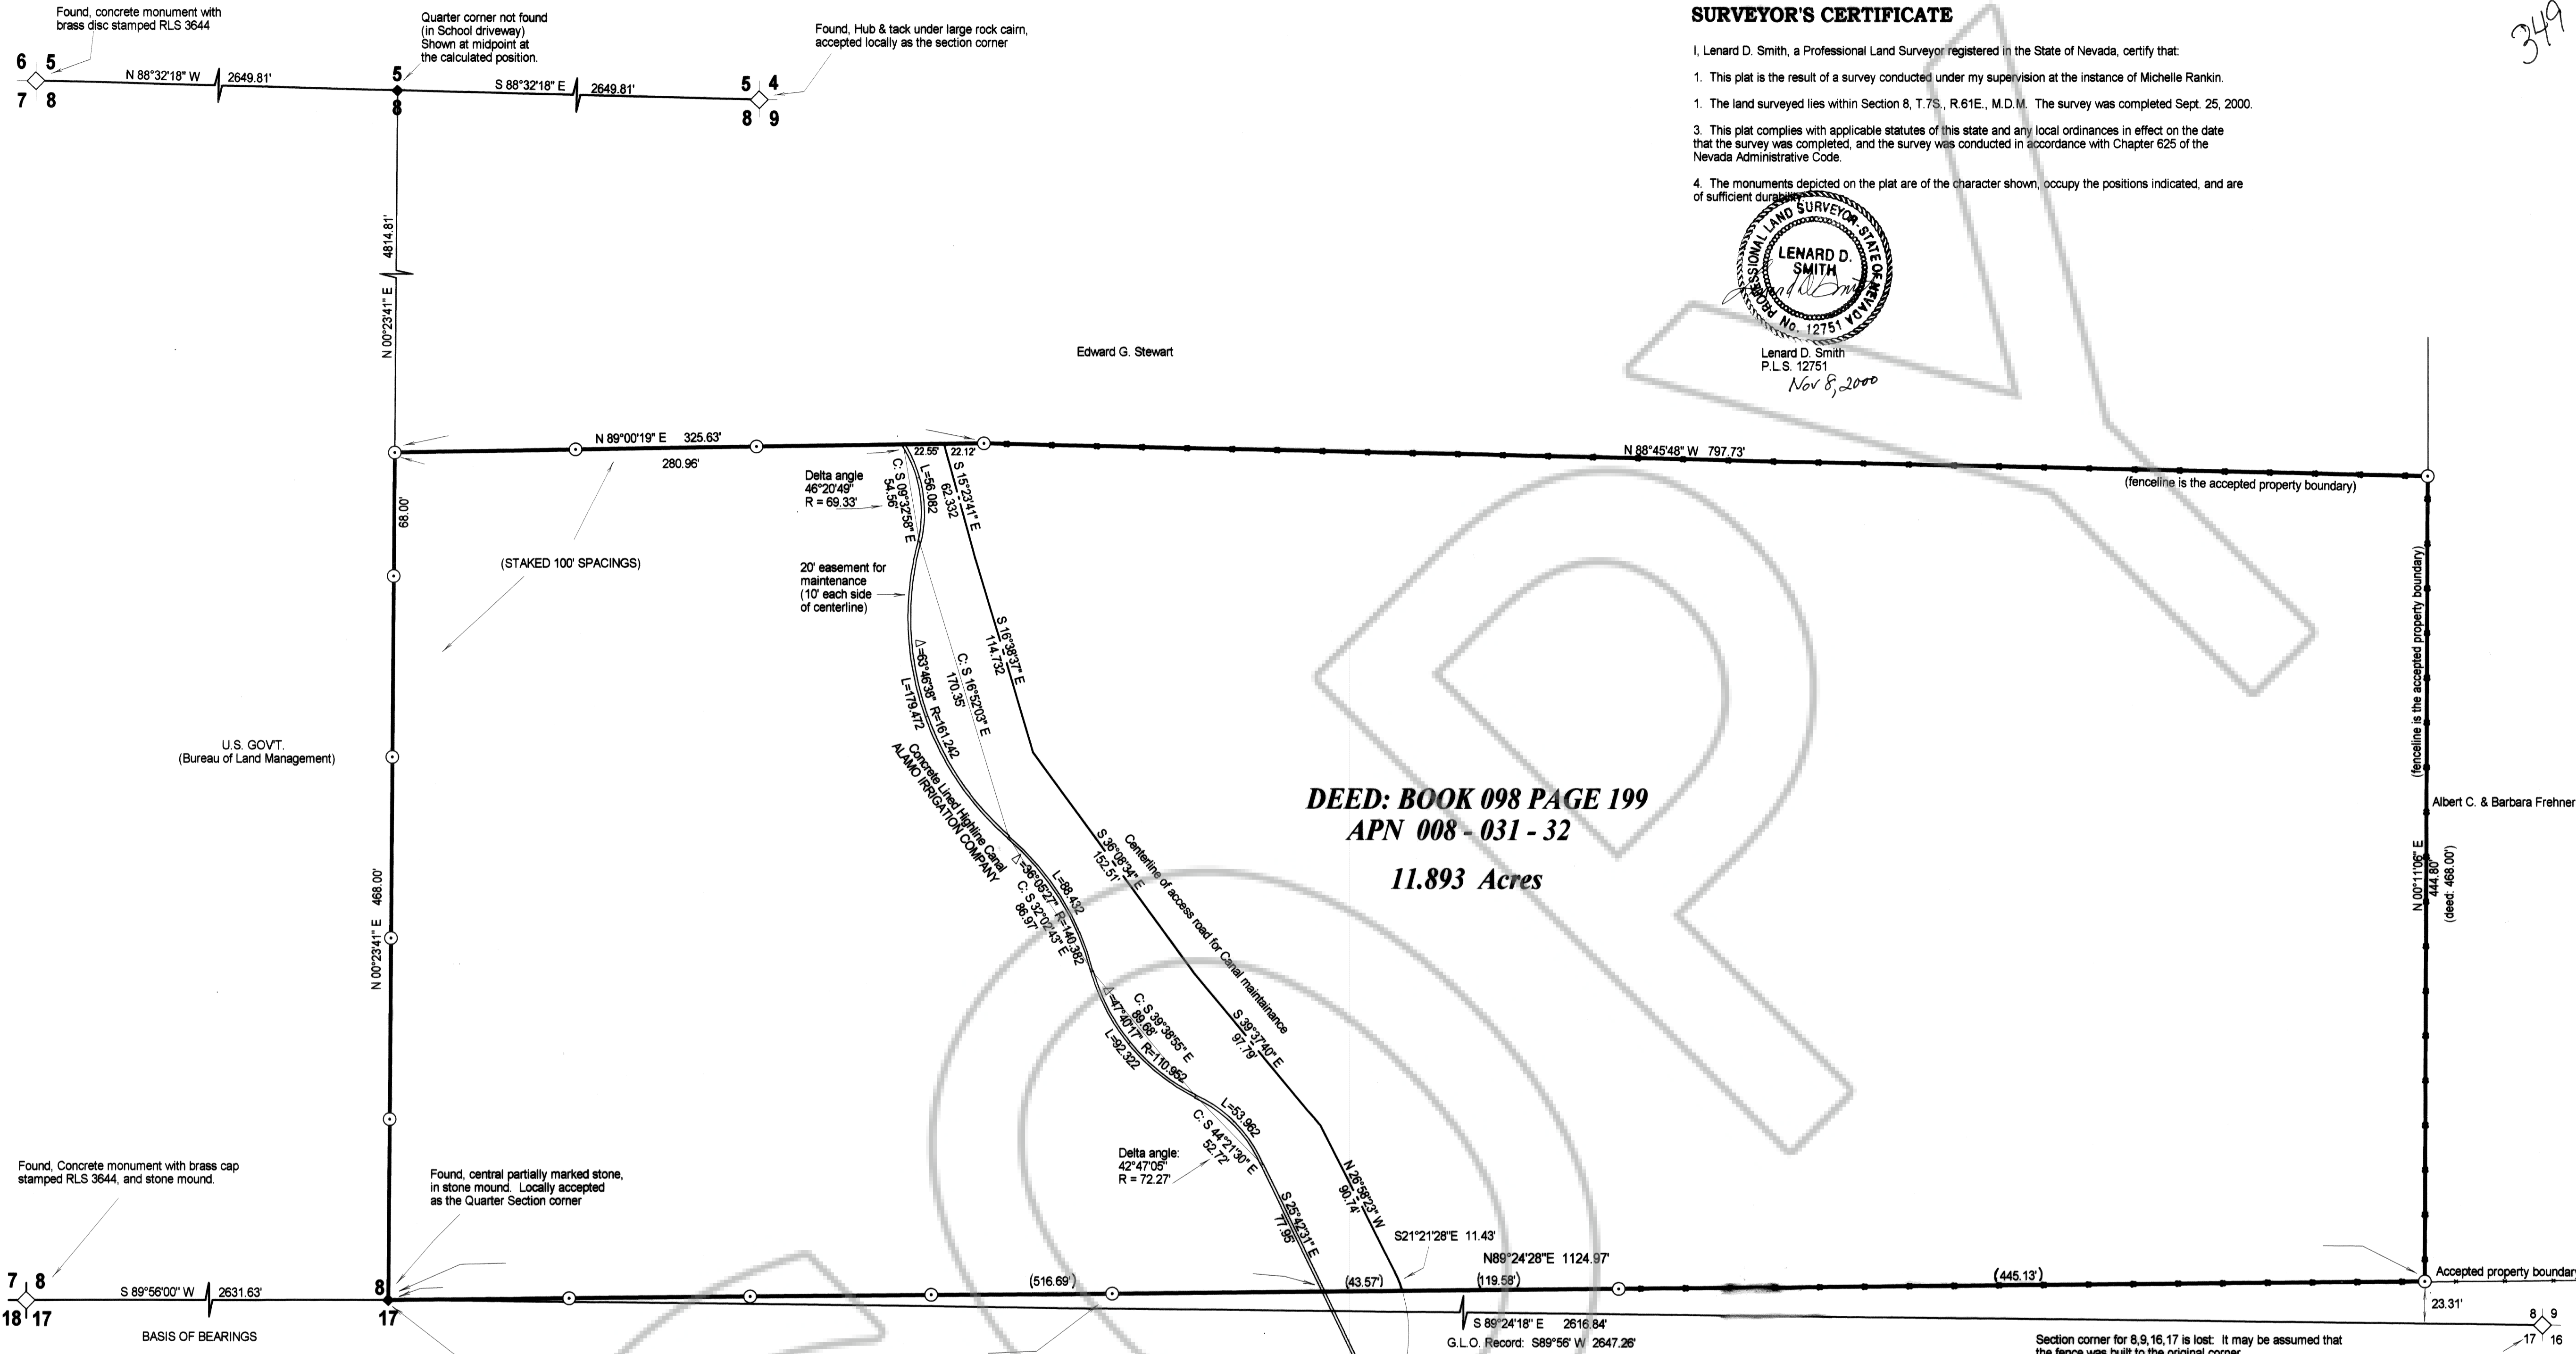 Found, concrete monument with
brass disc stamped RLS 3644
6 5
7 8
N 88°32'18" W 2649.81'
Quarter corner not found
(in School driveway)
Shown at midpoint at
the calculated position.
5
8
S 88°32'18" E 2649.81'
Found, Hub & tack under large rock cairn,
accepted locally as the section corner
5 4
8 9
SURVEYOR'S CERTIFICATE
349
I, Lenard D. Smith, a Professional Land Surveyor registered in the State of Nevada, certify that:
1. This plat is the result of a survey conducted under my supervision at the instance of Michelle Rankin.
1. The land surveyed lies within Section 8, T.7S., R.61E., M.D.M. The survey was completed Sept. 25, 2000.
3. This plat complies with applicable statutes of this state and any local ordinances in effect on the date
that the survey was completed, and the survey was conducted in accordance with Chapter 625 of the
Nevada Administrative Code.
4. The monuments depicted on the plat are of the character shown, occupy the positions indicated, and are
of sufficient durability.
PROFESSIONAL LAND SURVEYOR - STATE OF NEVADA
LENARD D.
SMITH
No. 12751
Lenard D. Smith
P.L.S. 12751
Nov 8, 2000
N 00°23'41" E 4814.81'
Edward G. Stewart
N 89°00'19" E 325.63'
280.96'
22.55' 22.12'
N 88°45'48" W 797.73'
(fenceline is the accepted property boundary)
68.00'
Delta angle
46°20'49"
R = 69.33'
C: S 09°32'58" E
54.56'
L=56.082
S 15°23'41" E
62.332
(STAKED 100' SPACINGS)
20' easement for
maintenance
(10' each side
of centerline)
S 16°38'37" E
114.732
C: S 16°52'03" E
170.35'
Δ=63°46'38" R=161.242
L=179.472
Concrete Lined Highline Canal
ALAMO IRRIGATION COMPANY
U.S. GOV'T.
(Bureau of Land Management)
N 00°23'41" E 468.00'
DEED: BOOK 098 PAGE 199
APN 008 - 031 - 32
11.893 Acres
(fenceline is the accepted property boundary)
Albert C. & Barbara Frehner
N 00°11'06" E
444.80'
(deed: 468.00')
S 36°08'34" E
152.51'
Centerline of access road for Canal maintainance
L=88.432
Δ=36°05'27" R=140.382
C: S 32°02'43" E
86.97'
C: S 39°38'55" E
89.68'
Δ=47°40'17" R=110.952
L=92.322
S 39°37'40" E
97.79'
L=53.962
C: S 44°21'30" E
52.72'
Delta angle:
42°47'05"
R = 72.27'
N 26°58'23" W
90.74'
S 25°42'31" E
77.95'
S21°21'28"E 11.43'
Found, Concrete monument with brass cap
stamped RLS 3644, and stone mound.
Found, central partially marked stone,
in stone mound. Locally accepted
as the Quarter Section corner
7 8
18 17
S 89°56'00" W 2631.63'
BASIS OF BEARINGS
8
17
N89°24'28"E 1124.97'
(516.69') (43.57') (119.58') (445.13')
S 89°24'18" E 2616.84'
G.L.O. Record: S89°56' W 2647.26'
Accepted property boundary
23.31'
8 9
17 16
Section corner for 8,9,16,17 is lost: It may be assumed that
the fence was built to the original corner
COPY